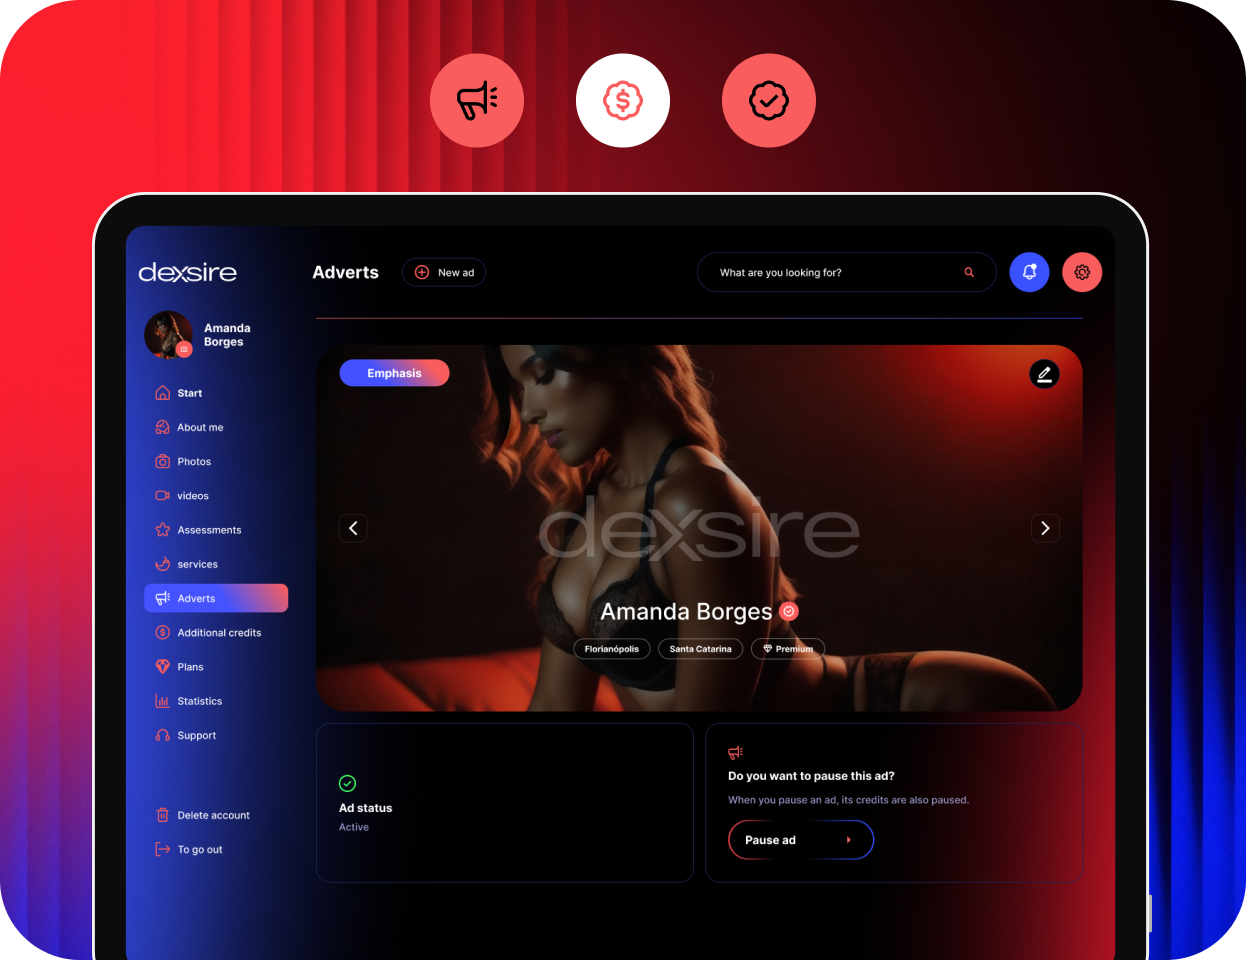 dexsire
Adverts
New ad
What are you looking for?
Amanda
Borges
Start
About me
Photos
videos
Assessments
services
Adverts
Additional credits
Plans
Statistics
Support
Delete account
To go out
Emphasis
dexsire
Amanda Borges
Florianópolis
Santa Catarina
Premium
Ad status
Active
Do you want to pause this ad?
When you pause an ad, its credits are also paused.
Pause ad